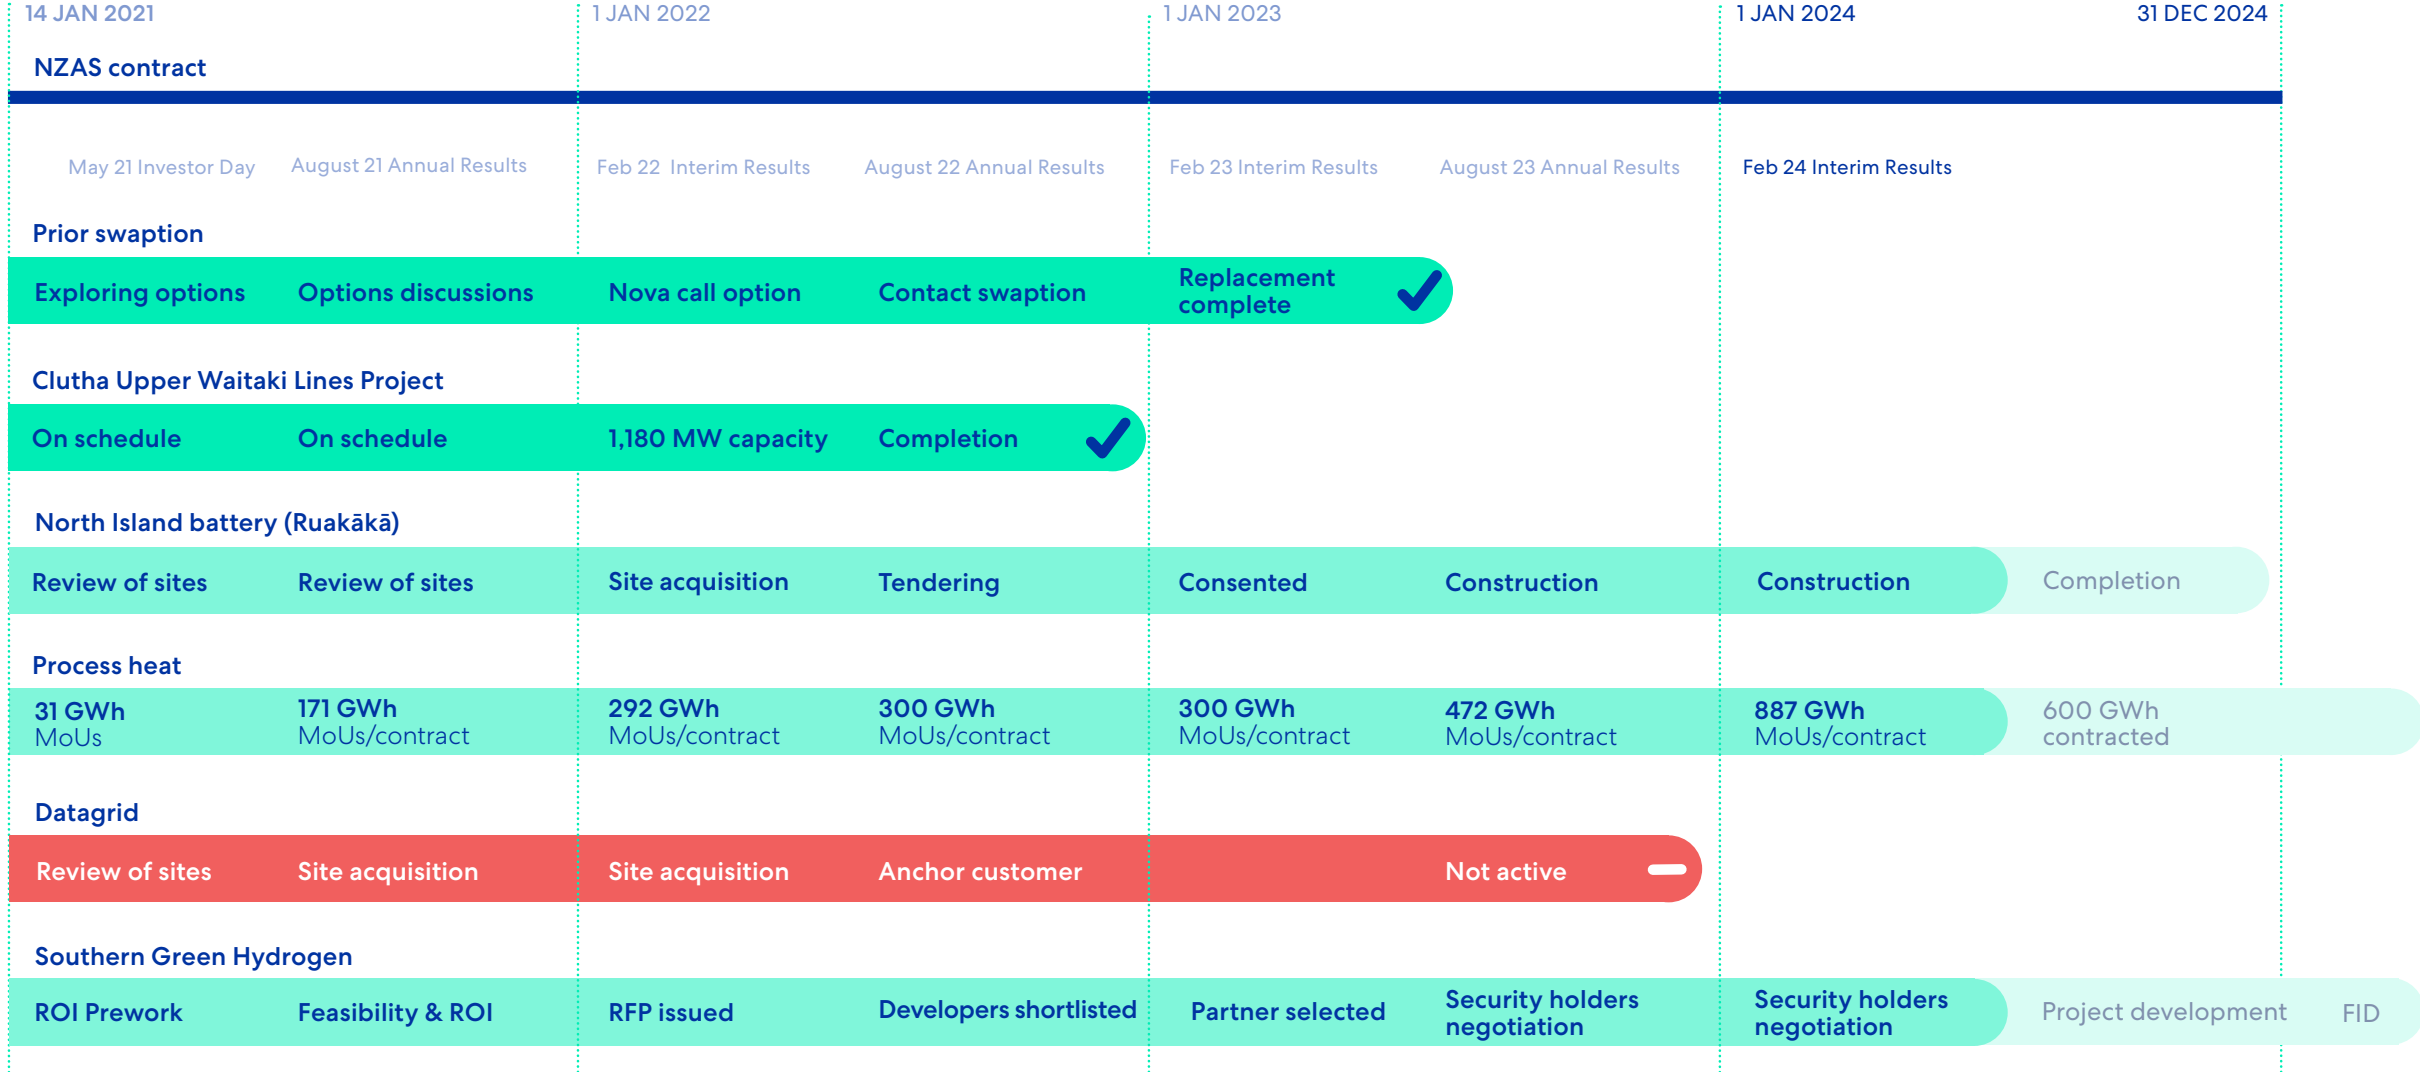 14 JAN 2021
1 JAN 2022
1 JAN 2023
1 JAN 2024
31 DEC 2024
NZAS contract
May 21 Investor Day
August 21 Annual Results
Feb 22 Interim Results
August 22 Annual Results
Feb 23 Interim Results
August 23 Annual Results
Feb 24 Interim Results
Prior swaption
Exploring options
Options discussions
Nova call option
Contact swaption
Replacement
complete
Clutha Upper Waitaki Lines Project
On schedule
On schedule
1,180 MW capacity
Completion
North Island battery (Ruakākā)
Review of sites
Review of sites
Site acquisition
Tendering
Consented
Construction
Construction
Completion
Process heat
31 GWh
MoUs
171 GWh
MoUs/contract
292 GWh
MoUs/contract
300 GWh
MoUs/contract
300 GWh
MoUs/contract
472 GWh
MoUs/contract
887 GWh
MoUs/contract
600 GWh
contracted
Datagrid
Review of sites
Site acquisition
Site acquisition
Anchor customer
Not active
Southern Green Hydrogen
ROI Prework
Feasibility & ROI
RFP issued
Developers shortlisted
Partner selected
Security holders
negotiation
Security holders
negotiation
Project development
FID